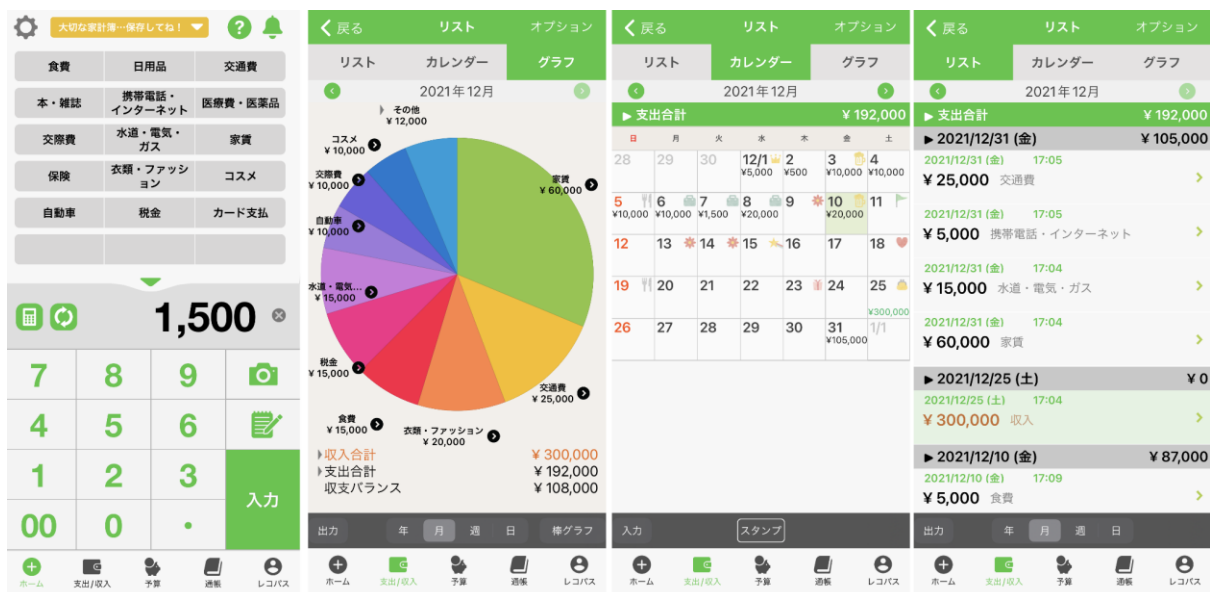 大切な家計簿…保存してね!
?
食費 日用品 交通費
本・雑誌 携帯電話・ 医療費・医薬品
インターネット
交際費 水道・電気・ 家賃
ガス
保険 衣類・ファッシ コスメ
ョン
自動車 税金 カード支払
1,500
7 8 9
4 5 6
1 2 3
入力
00 0 ・
ホーム 支出/収入 予算 通帳 レコパス
戻る リスト オプション
リスト カレンダー グラフ
2021年12月
その他
¥ 12,000
コスメ
¥ 10,000
交際費
¥ 10,000
自動車
¥ 10,000
水道・電気...
¥ 15,000
税金
¥ 15,000
食費
¥ 15,000
衣類・ファッション
¥ 20,000
交通費
¥ 25,000
家賃
¥ 60,000
収入合計 ¥ 300,000
支出合計 ¥ 192,000
収支バランス ¥ 108,000
出力 年 月 週 日 棒グラフ
ホーム 支出/収入 予算 通帳 レコパス
戻る リスト オプション
リスト カレンダー グラフ
2021年12月
▶ 支出合計 ¥ 192,000
日 月 火 水 木 金 土
28 29 30 12/1 2 3 4
¥5,000 ¥500 ¥10,000 ¥10,000
5 6 7 8 9 10 11
¥10,000 ¥10,000 ¥1,500 ¥20,000 ¥20,000
12 13 14 15 16 17 18
19 20 21 22 23 24 25
¥300,000
26 27 28 29 30 31 1/1
¥105,000
入力 スタンプ
ホーム 支出/収入 予算 通帳 レコパス
戻る リスト オプション
リスト カレンダー グラフ
2021年12月
▶ 支出合計 ¥ 192,000
▶ 2021/12/31 (金) ¥ 105,000
2021/12/31 (金) 17:05
¥ 25,000 交通費
2021/12/31 (金) 17:05
¥ 5,000 携帯電話・インターネット
2021/12/31 (金) 17:04
¥ 15,000 水道・電気・ガス
2021/12/31 (金) 17:04
¥ 60,000 家賃
▶ 2021/12/25 (土) ¥ 0
2021/12/25 (土) 17:04
¥ 300,000 収入
▶ 2021/12/10 (金) ¥ 87,000
2021/12/10 (金) 17:09
¥ 5,000 食費
出力 年 月 週 日
ホーム 支出/収入 予算 通帳 レコパス